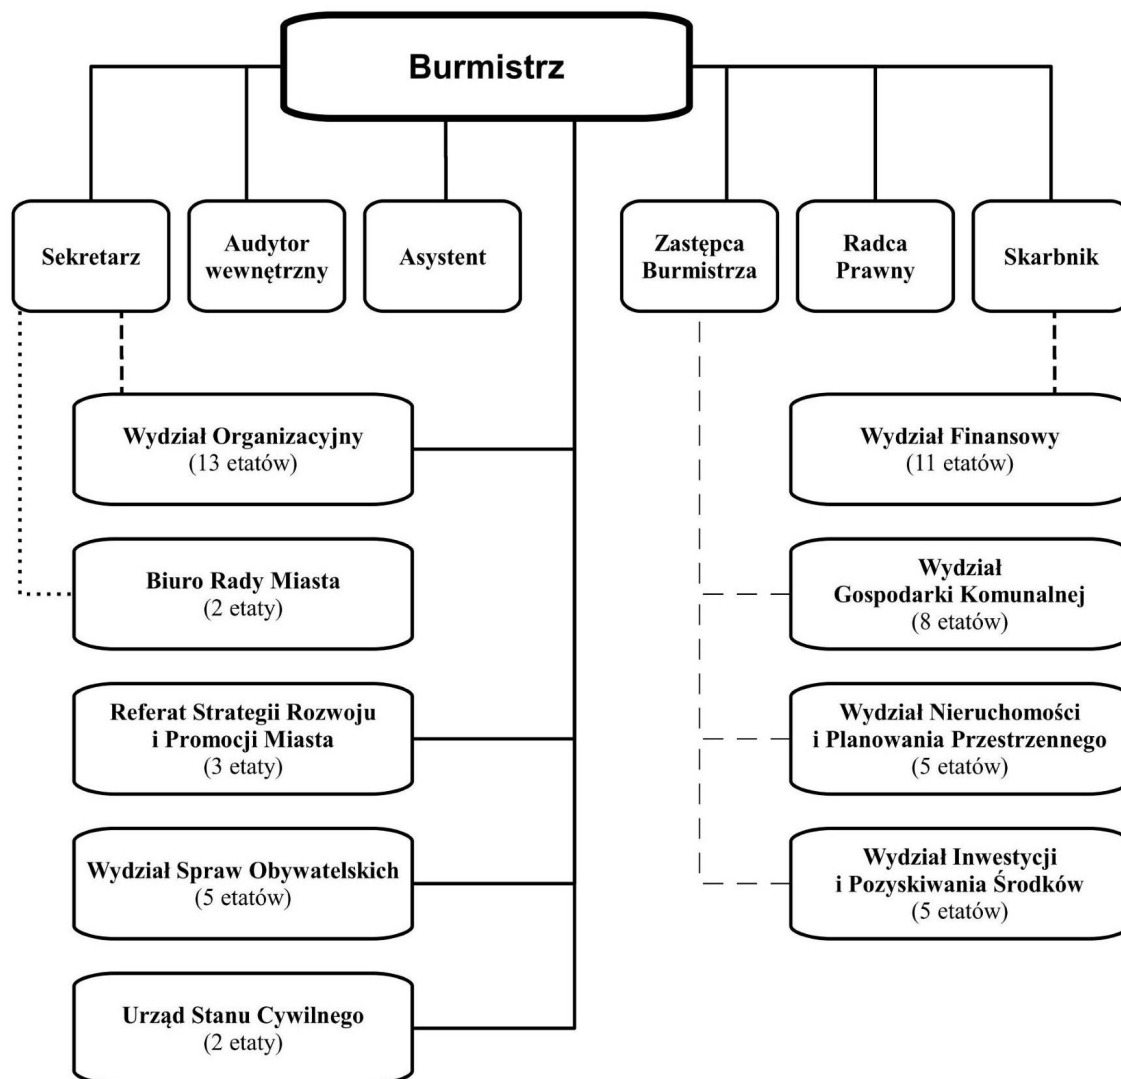 Burmistrz
Sekretarz
Audytor
wewnętrzny
Asystent
Zastępca
Burmistrza
Radca
Prawny
Skarbnik
Wydział Organizacyjny
(13 etatów)
Biuro Rady Miasta
(2 etaty)
Referat Strategii Rozwoju
i Promocji Miasta
(3 etaty)
Wydział Spraw Obywatelskich
(5 etatów)
Urząd Stanu Cywilnego
(2 etaty)
Wydział Finansowy
(11 etatów)
Wydział
Gospodarki Komunalnej
(8 etatów)
Wydział Nieruchomości
i Planowania Przestrzennego
(5 etatów)
Wydział Inwestycji
i Pozyskiwania Środków
(5 etatów)